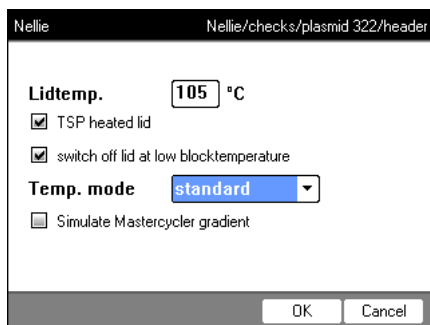 Nellie Nellie/checks/plasmid 322/header
Lidtemp. 105 °C
TSP heated lid
switch off lid at low blocktemperature
Temp. mode standard
Simulate Mastercycler gradient
OK Cancel